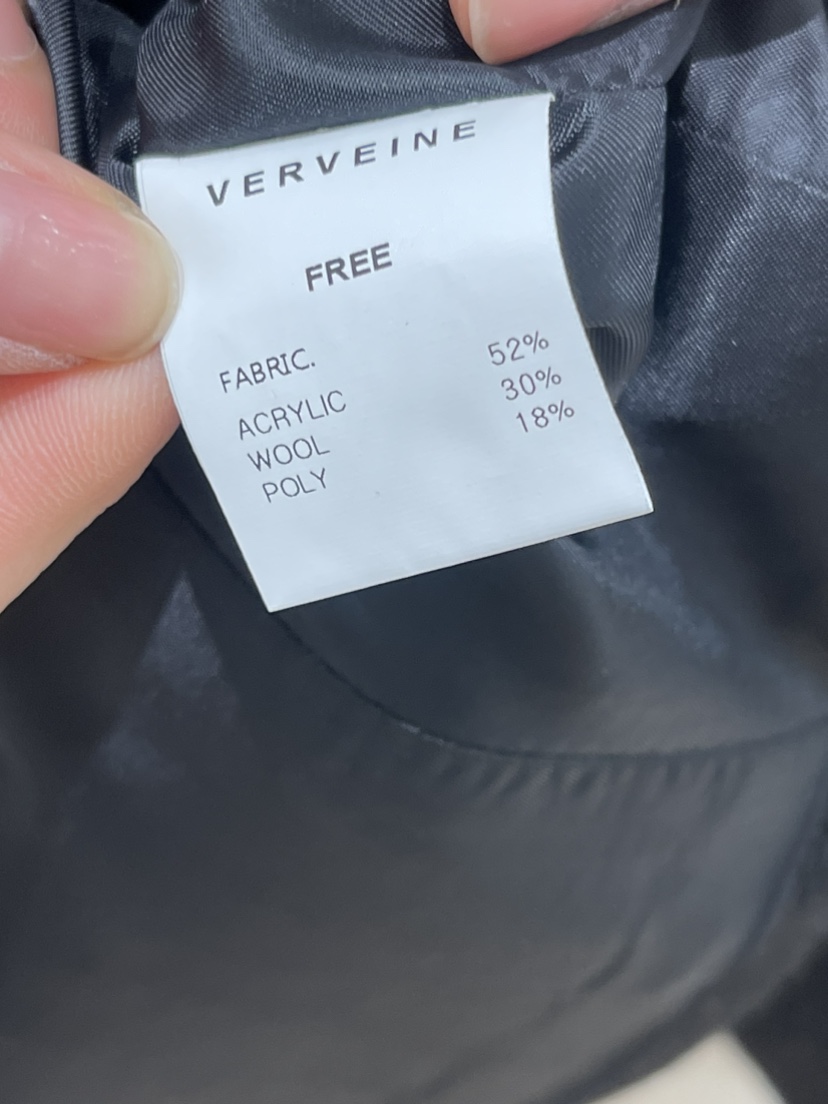 VERVEINE
FREE
FABRIC.
ACRYLIC 52%
WOOL 30%
POLY 18%